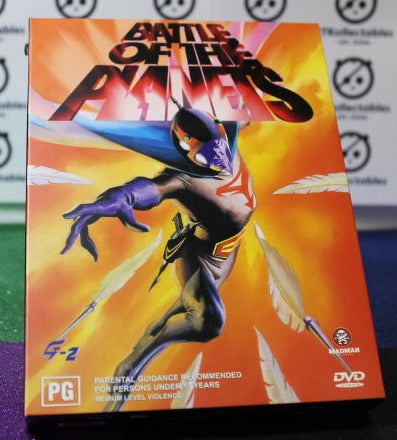 BATTLE
OF THE
PLANETS
G-2
MADMAN
PG
PARENTAL GUIDANCE RECOMMENDED
FOR PERSONS UNDER 15 YEARS
MEDIUM LEVEL VIOLENCE
DVD